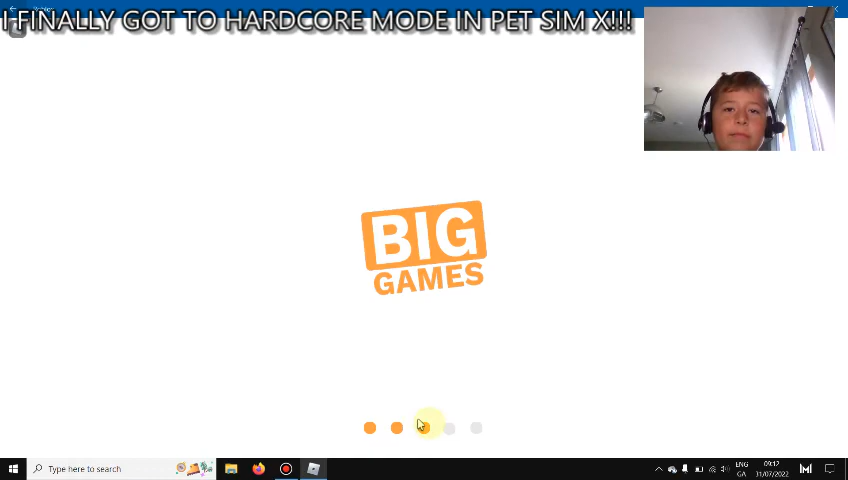 I FINALLY GOT TO HARDCORE MODE IN PET SIM X!!!
BIG
GAMES
Type here to search
ENG
GA
09:12
31/07/2022